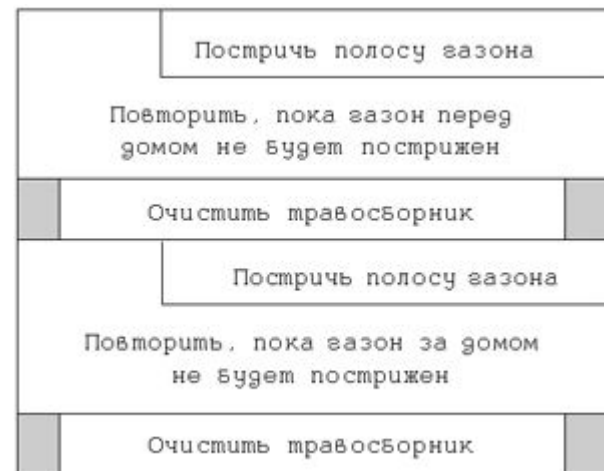 Постричь полосу газона
Повторить, пока газон перед
домом не будет пострижен
Очистить травосборник
Постричь полосу газона
Повторить, пока газон за домом
не будет пострижен
Очистить травосборник